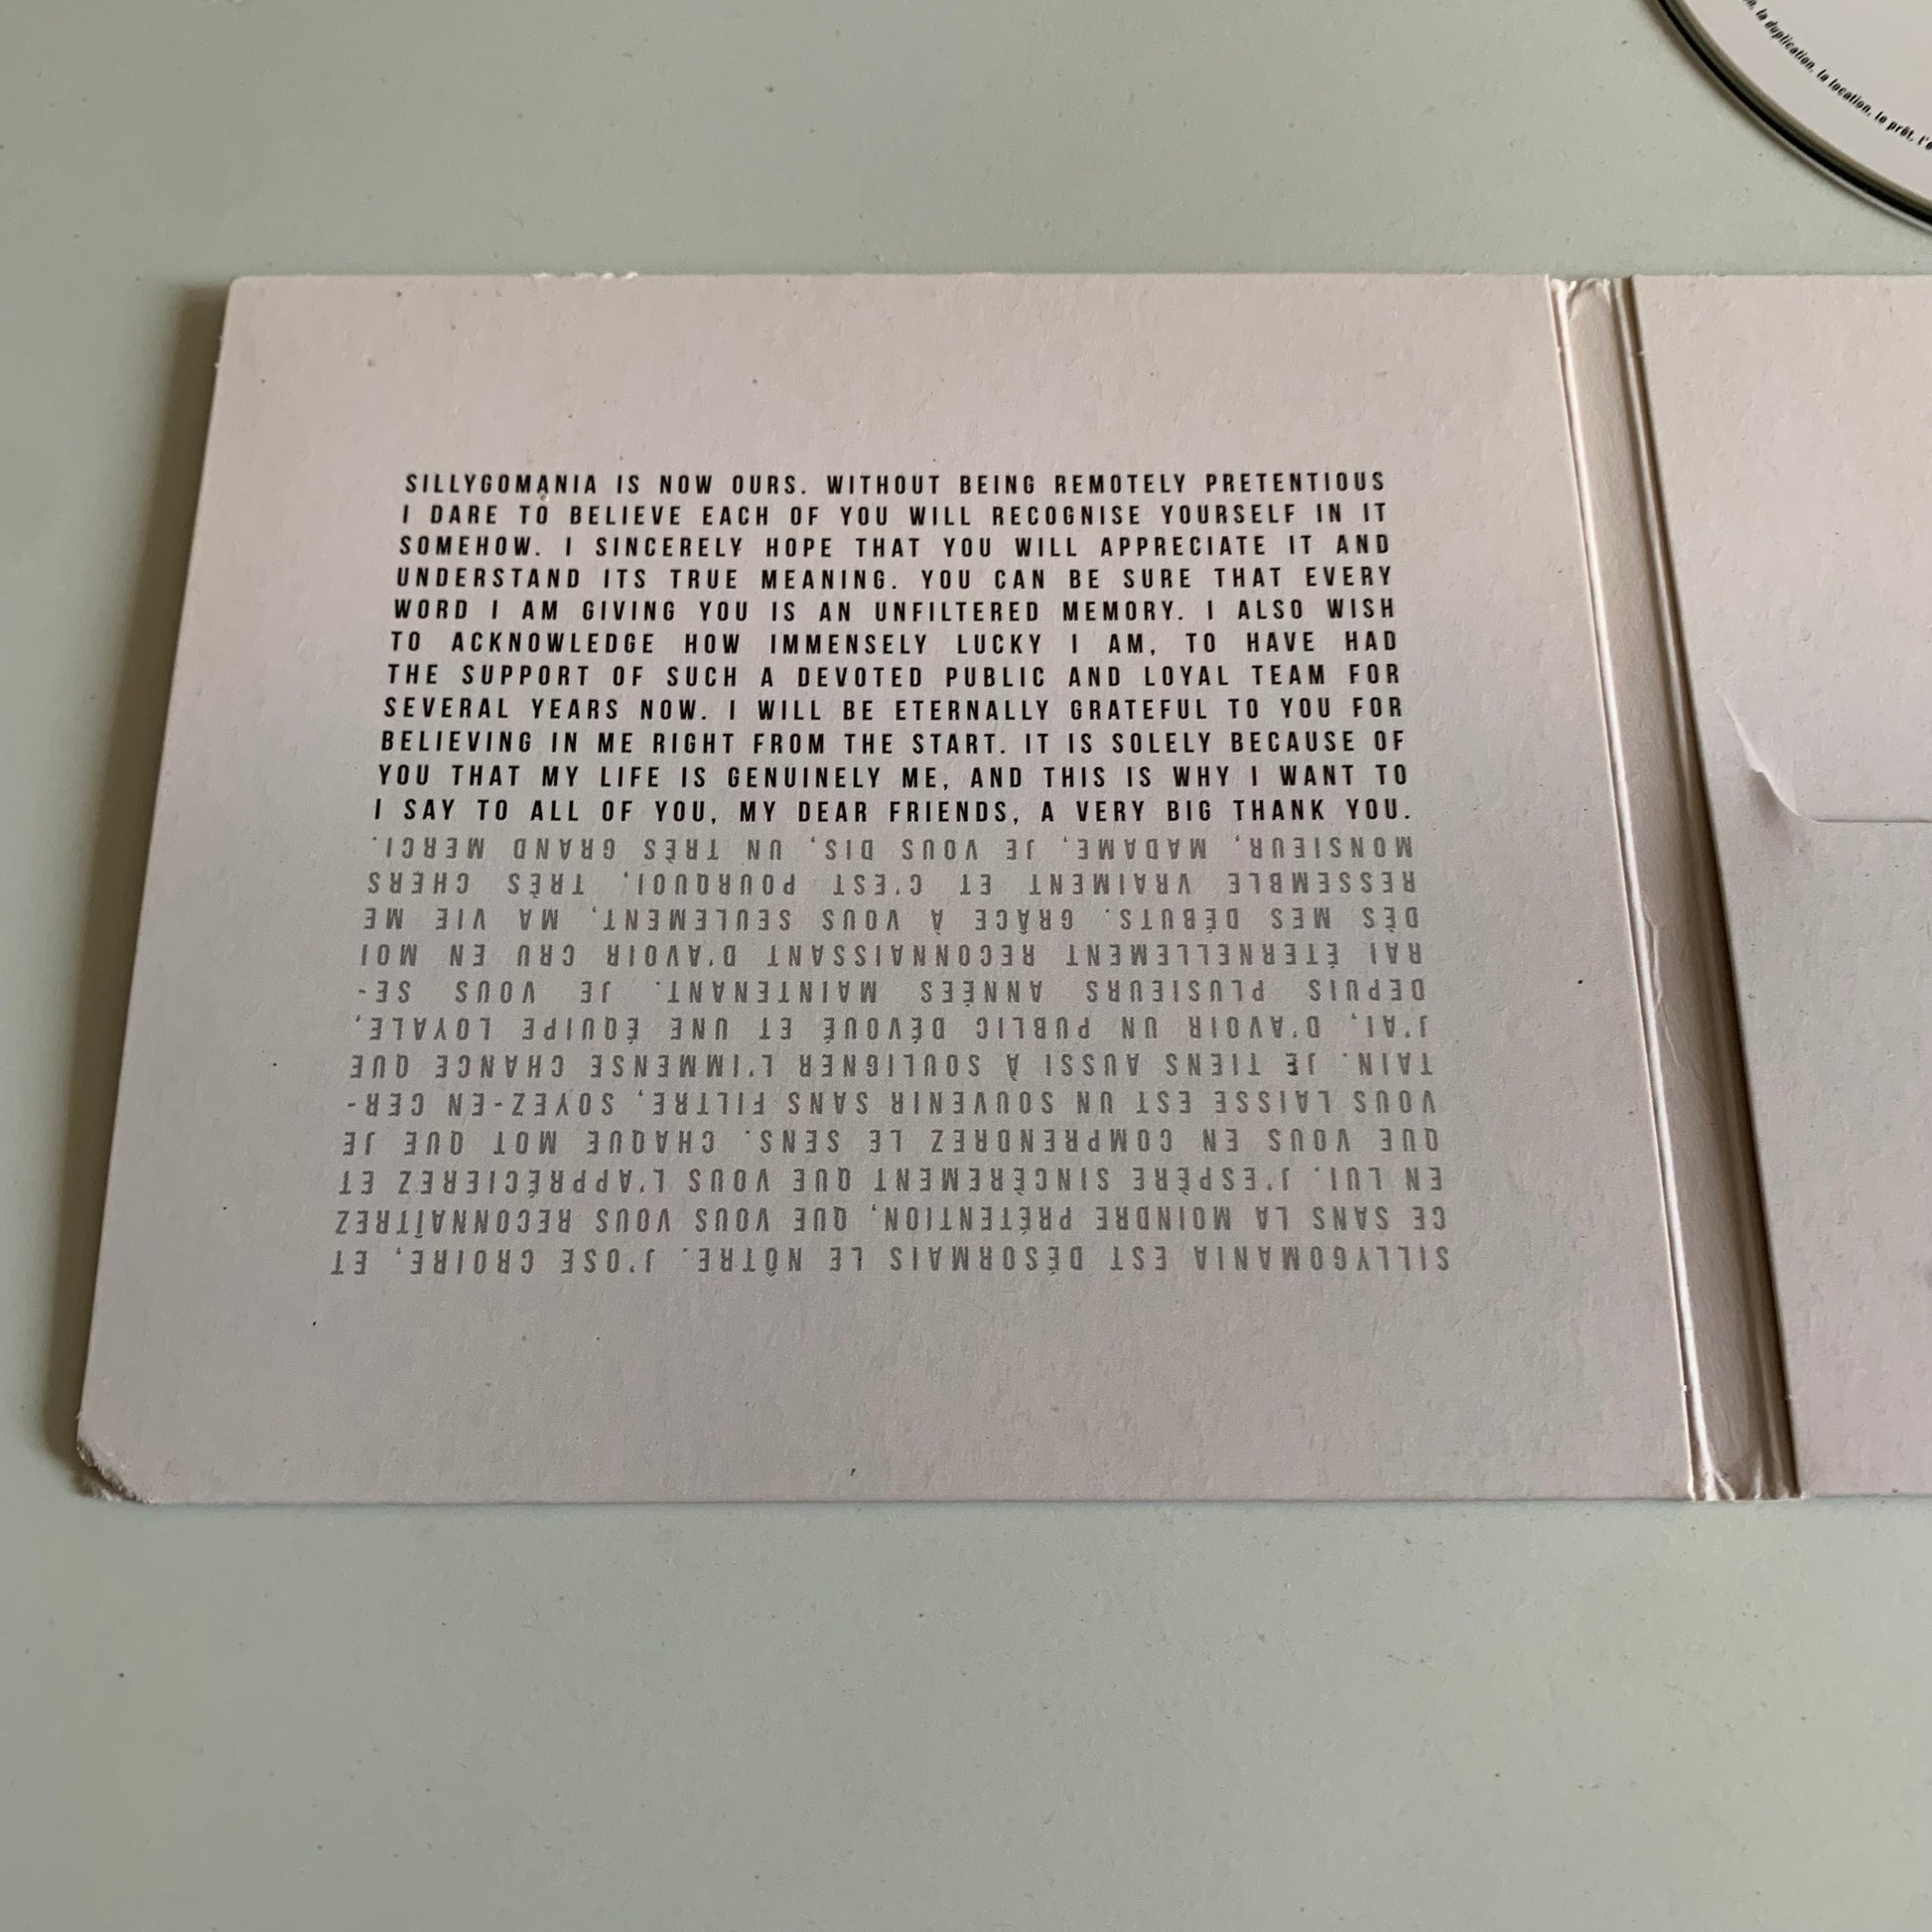 SILLYGOMANIA IS NOW OURS. WITHOUT BEING REMOTELY PRETENTIOUS
I DARE TO BELIEVE EACH OF YOU WILL RECOGNISE YOURSELF IN IT
SOMEHOW. I SINCERELY HOPE THAT YOU WILL APPRECIATE IT AND
UNDERSTAND ITS TRUE MEANING. YOU CAN BE SURE THAT EVERY
WORD I AM GIVING YOU IS AN UNFILTERED MEMORY. I ALSO WISH
TO ACKNOWLEDGE HOW IMMENSELY LUCKY I AM, TO HAVE HAD
THE SUPPORT OF SUCH A DEVOTED PUBLIC AND LOYAL TEAM FOR
SEVERAL YEARS NOW. I WILL BE ETERNALLY GRATEFUL TO YOU FOR
BELIEVING IN ME RIGHT FROM THE START. IT IS SOLELY BECAUSE OF
YOU THAT MY LIFE IS GENUINELY ME, AND THIS IS WHY I WANT TO
I SAY TO ALL OF YOU, MY DEAR FRIENDS, A VERY BIG THANK YOU.
SILLYGOMANIA EST DÉSORMAIS LE NÔTRE. J'OSE CROIRE, ET
CE SANS LA MOINDRE PRÉTENTION, QUE VOUS VOUS RECONNAÎTREZ
EN LUI. J'ESPÈRE SINCÈREMENT QUE VOUS L'APPRÉCIEREZ ET
QUE VOUS EN COMPRENDREZ LE SENS. CHAQUE MOT QUE JE
VOUS LAISSE EST UN SOUVENIR SANS FILTRE, SOYEZ-EN CER-
TAIN. JE TIENS AUSSI À SOULIGNER L'IMMENSE CHANCE QUE
J'AI, D'AVOIR UN PUBLIC DÉVOUÉ ET UNE ÉQUIPE LOYALE,
DEPUIS PLUSIEURS ANNÉES MAINTENANT. JE VOUS SE-
RAI ÉTERNELLEMENT RECONNAISSANT D'AVOIR CRU EN MOI
DÈS MES DÉBUTS. GRÂCE À VOUS SEULEMENT, MA VIE ME
RESSEMBLE VRAIMENT ET C'EST POURQUOI, TRÈS CHERS
MONSIEUR, MADAME, JE VOUS DIS, UN TRÈS GRAND MERCI.
la duplication, la location, le prêt,